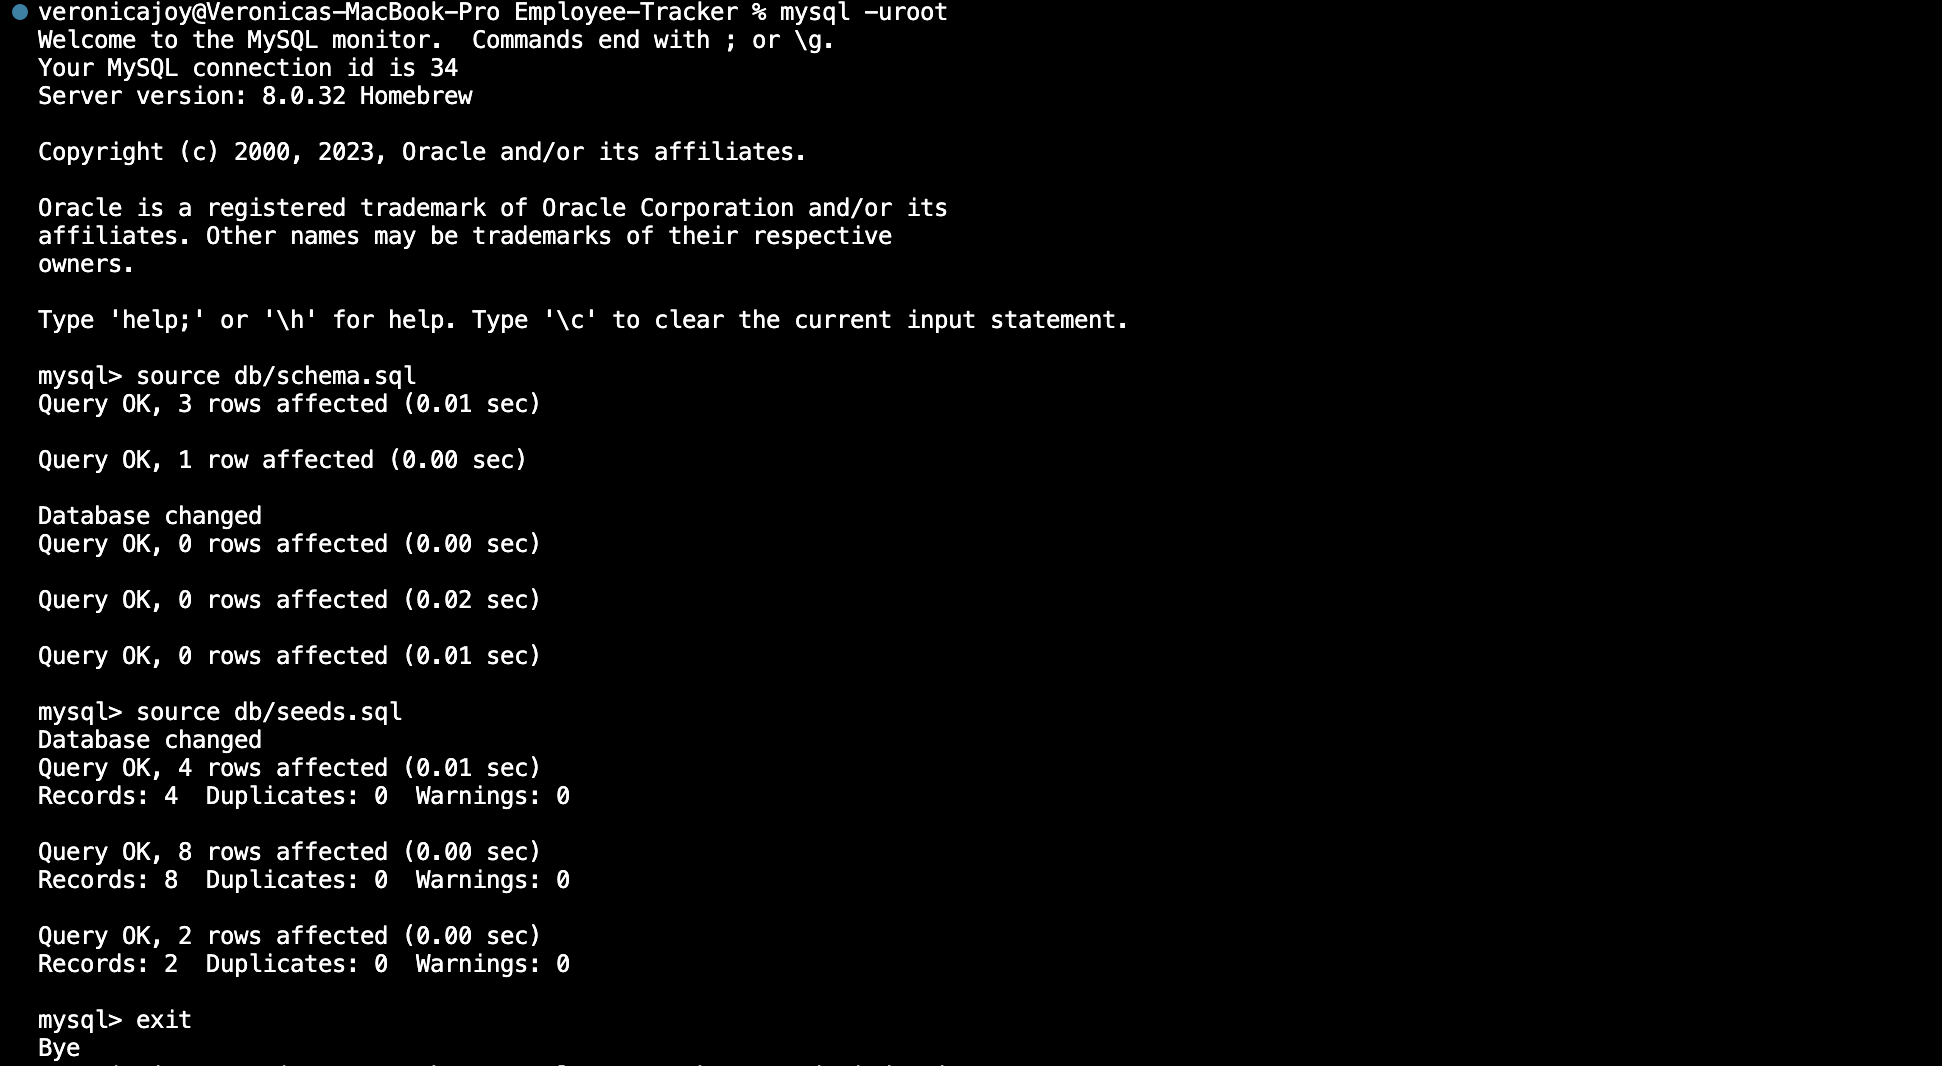 veronicajoy@Veronicas-MacBook-Pro Employee-Tracker % mysql -uroot
Welcome to the MySQL monitor.  Commands end with ; or \g.
Your MySQL connection id is 34
Server version: 8.0.32 Homebrew
Copyright (c) 2000, 2023, Oracle and/or its affiliates.
Oracle is a registered trademark of Oracle Corporation and/or its
affiliates. Other names may be trademarks of their respective
owners.
Type 'help;' or '\h' for help. Type '\c' to clear the current input statement.
mysql> source db/schema.sql
Query OK, 3 rows affected (0.01 sec)
Query OK, 1 row affected (0.00 sec)
Database changed
Query OK, 0 rows affected (0.00 sec)
Query OK, 0 rows affected (0.02 sec)
Query OK, 0 rows affected (0.01 sec)
mysql> source db/seeds.sql
Database changed
Query OK, 4 rows affected (0.01 sec)
Records: 4  Duplicates: 0  Warnings: 0
Query OK, 8 rows affected (0.00 sec)
Records: 8  Duplicates: 0  Warnings: 0
Query OK, 2 rows affected (0.00 sec)
Records: 2  Duplicates: 0  Warnings: 0
mysql> exit
Bye